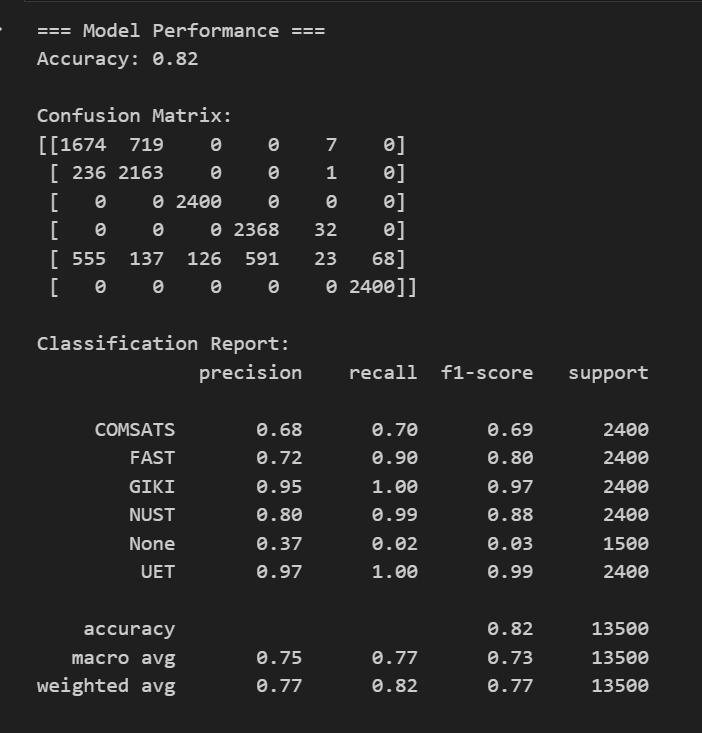 === Model Performance ===
Accuracy: 0.82
Confusion Matrix:
[[1674 719 0 0 7 0]
[ 236 2163 0 0 1 0]
[ 0 0 2400 0 0 0]
[ 0 0 0 2368 32 0]
[ 555 137 126 591 23 68]
[ 0 0 0 0 0 2400]]
Classification Report:
precision recall f1-score support
COMSATS 0.68 0.70 0.69 2400
FAST 0.72 0.90 0.80 2400
GIKI 0.95 1.00 0.97 2400
NUST 0.80 0.99 0.88 2400
None 0.37 0.02 0.03 1500
UET 0.97 1.00 0.99 2400
accuracy 0.82 13500
macro avg 0.75 0.77 0.73 13500
weighted avg 0.77 0.82 0.77 13500